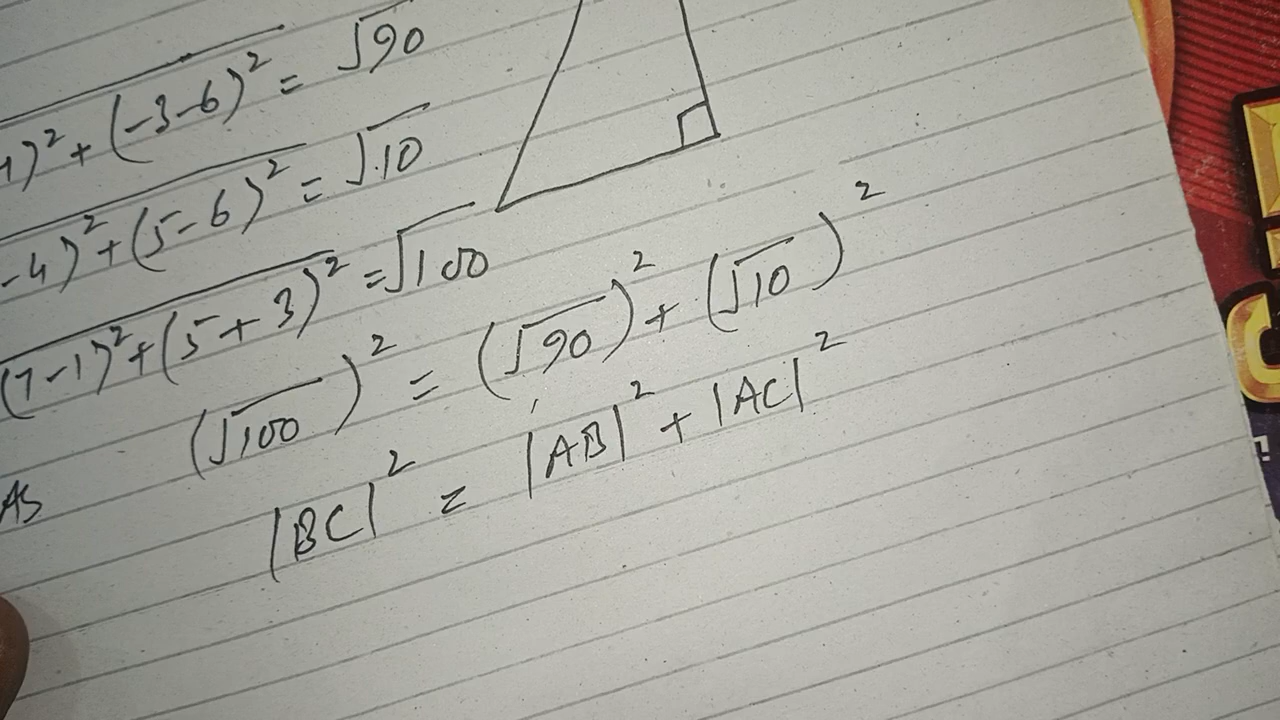 )² + (-3-6)² = √90
-4)² + (5-6)² = √10
(7-1)² + (5+3)² = √100
(√100)² = (√90)² + (√10)²
As |BC|² = |AB|² + |AC|²